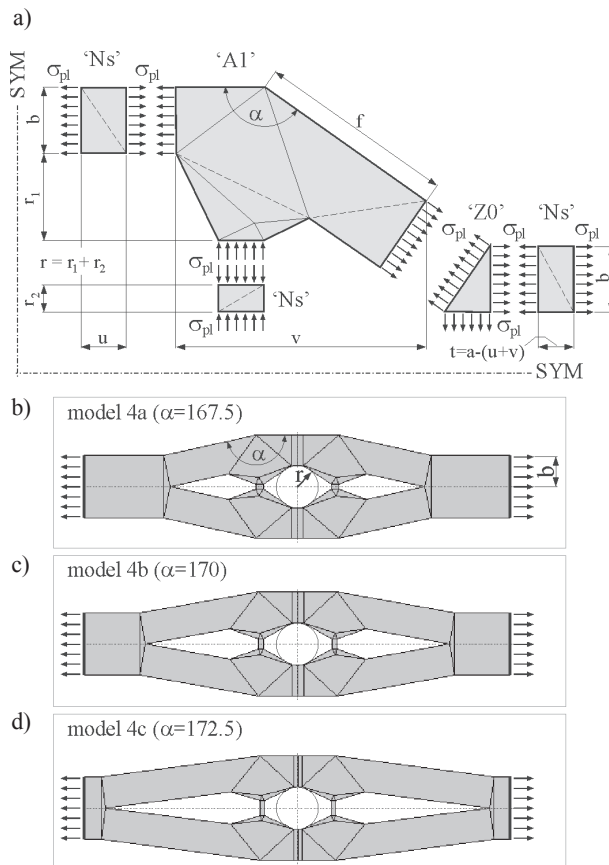 a)
SYM
‘Ns’
‘A1’
σpl
σpl
b
α
f
r1
‘Z0’
‘Ns’
σpl
σpl
σpl
r = r1 + r2
σpl
b
r2
‘Ns’
σpl
σpl
u
v
t=a-(u+v)
SYM
b)
model 4a (α=167.5)
α
r
b
c)
model 4b (α=170)
d)
model 4c (α=172.5)